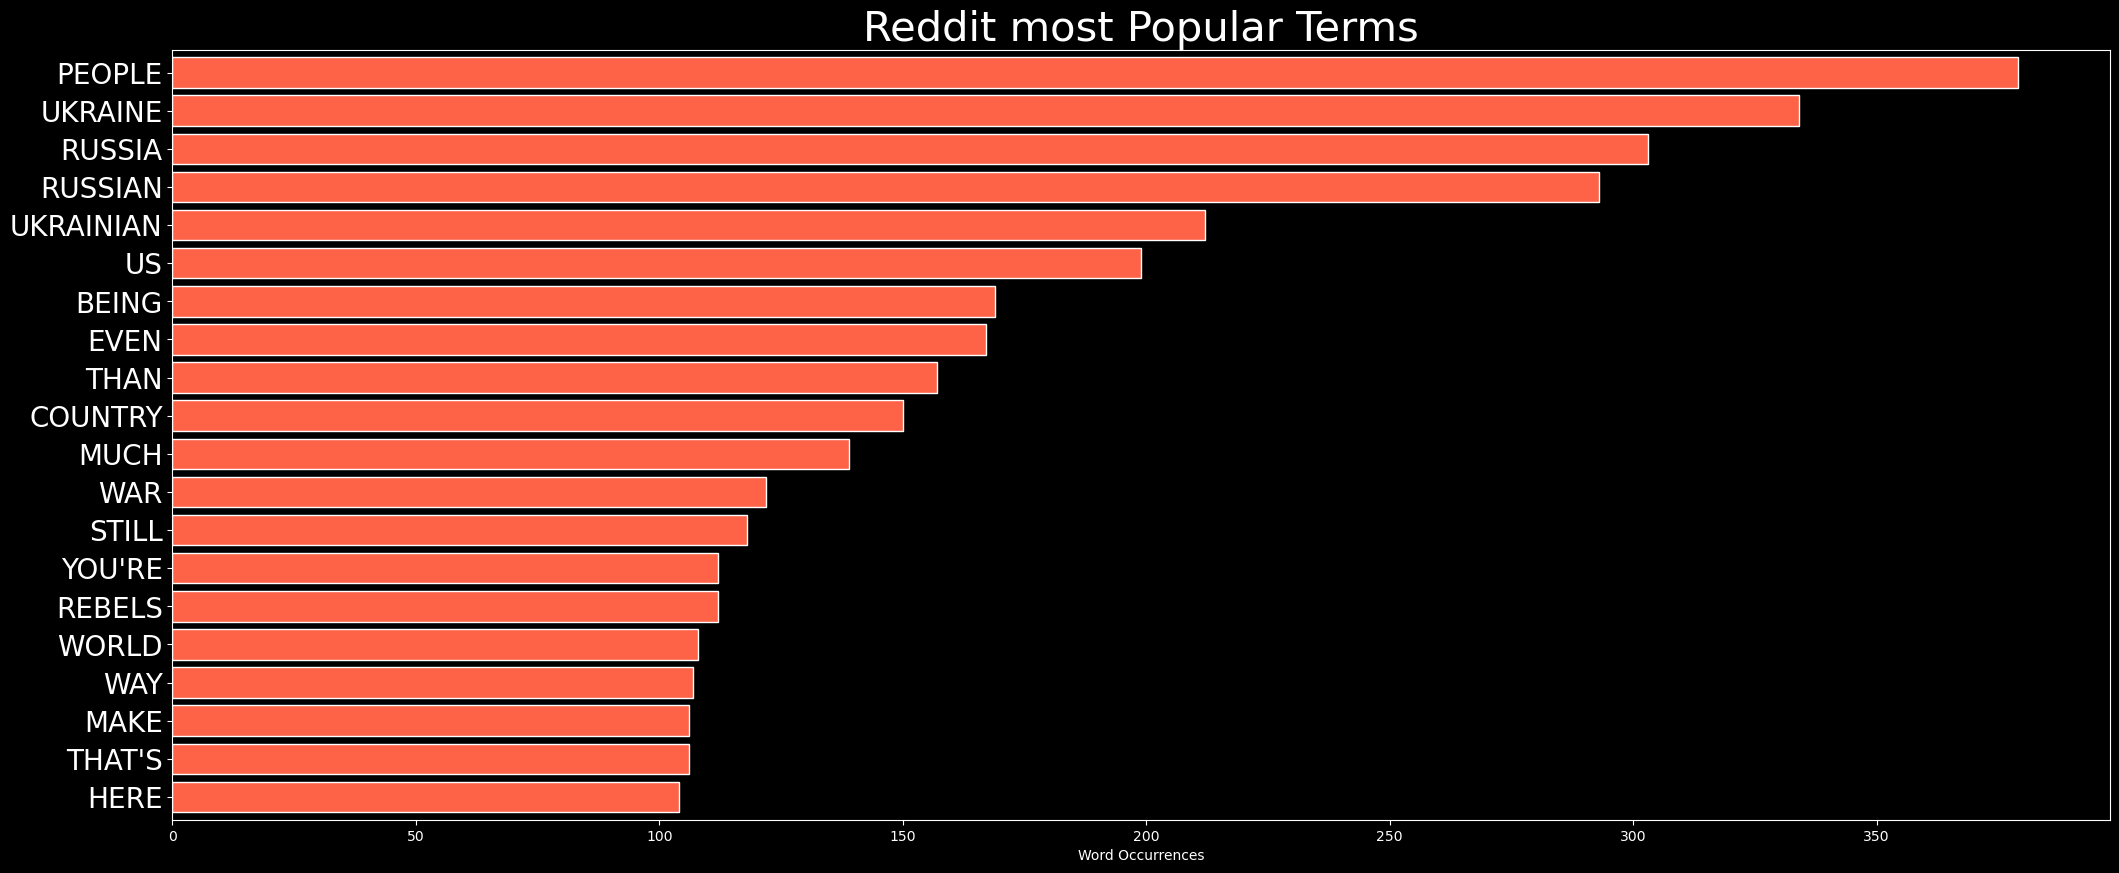 Reddit most Popular Terms
PEOPLE
UKRAINE
RUSSIA
RUSSIAN
UKRAINIAN
US
BEING
EVEN
THAN
COUNTRY
MUCH
WAR
STILL
YOU'RE
REBELS
WORLD
WAY
MAKE
THAT'S
HERE
0 50 100 150 200 250 300 350
Word Occurrences